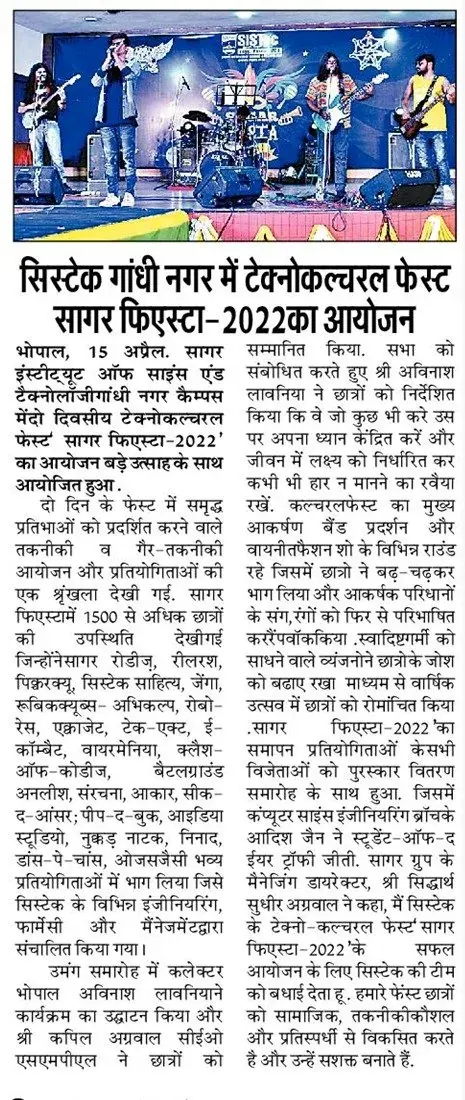 SISTec
सिस्टेक गांधी नगर में टेक्नोकल्चरल फेस्ट
सागर फिएस्टा-2022का आयोजन
भोपाल, 15 अप्रैल. सागर
इंस्टीट्यूट ऑफ साइंस एंड
टैक्नोलॉजीगांधी नगर कैम्पस
मेंदो दिवसीय टेक्नोकल्चरल
फेस्ट' सागर फिएस्टा-2022'
का आयोजन बड़े उत्साह के साथ
आयोजित हुआ.
दो दिन के फेस्ट में समृद्ध
प्रतिभाओं को प्रदर्शित करने वाले
तकनीकी व गैर-तकनीकी
आयोजन और प्रतियोगिताओं की
एक श्रृंखला देखी गई. सागर
फिएस्टामें 1500 से अधिक छात्रों
की उपस्थिति देखीगई
जिन्होनेसागर रोडीज्, रीलरश,
पिक्ररक्यू, सिस्टेक साहित्य, जेंगा,
रूबिकक्यूब्स- अभिकल्प, रोबो-
रेस, एक्राजेट, टेक-एक्ट, ई-
कॉम्बैट, वायरमेनिया, क्लैश-
ऑफ-कोडीज, बैटलग्राउंड
अनलीश, संरचना, आकार, सीक-
द-आंसर; पीप-द-बुक, आइडिया
स्टूडियो, नुक्कड़ नाटक, निनाद,
डांस-पे-चांस, ओजसजैसी भव्य
प्रतियोगिताओं में भाग लिया जिसे
सिस्टेक के विभिन्न इंजीनियरिंग,
फार्मेसी और मैंनेजमेंटद्वारा
संचालित किया गया।
उमंग समारोह में कलेक्टर
भोपाल अविनाश लावनियाने
कार्यक्रम का उद्घाटन किया और
श्री कपिल अग्रवाल सीईओ
एसएमपीएल ने छात्रों को
सम्मानित किया. सभा को
संबोधित करते हुए श्री अविनाश
लावनिया ने छात्रों को निर्देशित
किया कि वे जो कुछ भी करे उस
पर अपना ध्यान केंद्रित करें और
जीवन में लक्ष्य को निर्धारित कर
कभी भी हार न मानने का रवैया
रखें. कल्चरलफेस्ट का मुख्य
आकर्षण बैंड प्रदर्शन और
वायनीतफैशन शो के विभिन्न राउंड
रहे जिसमें छात्रो ने बढ़-चढ़कर
भाग लिया और आकर्षक परिधानों
के संग,रंगों को फिर से परिभाषित
कररैंपवॉककिया .स्वादिष्टगर्मी को
साधने वाले व्यंजनोने छात्रोके जोश
को बढाए रखा माध्यम से वार्षिक
उत्सव में छात्रों को रोमांचित किया
.सागर फिएस्टा-2022'का
समापन प्रतियोगिताओं केसभी
विजेताओं को पुरस्कार वितरण
समारोह के साथ हुआ. जिसमें
कंप्यूटर साइंस इंजीनियरिंग ब्रॉचके
आदिश जैन ने स्टूडेंट-ऑफ-द
ईयर ट्रॉफी जीती. सागर ग्रुप के
मैनेजिंग डायरेक्टर, श्री सिद्धार्थ
सुधीर अग्रवाल ने कहा, मैं सिस्टेक
के टेक्नो-कल्चरल फेस्ट' सागर
फिएस्टा-2022'के सफल
आयोजन के लिए सिस्टेक की टीम
को बधाई देता हू. हमारे फेंस्ट छात्रों
को सामाजिक, तकनीकीकौशल
और प्रतिस्पर्धी से विकसित करते
है और उन्हें सशक्त बनाते हैं.